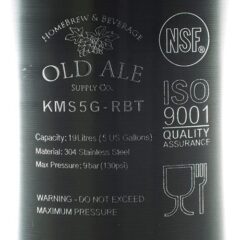 HOMEBREW & BEVERAGE
OLD ALE
SUPPLY CO.
KMS5G-RBT
Capacity: 19Litres (5 US Gallons)
Material: 304 Stainless Steel
Max Pressure: 9bar (130psi)
WARNING - DO NOT EXCEED
MAXIMUM PRESSURE
NSF®
ISO
9001
QUALITY
ASSURANCE